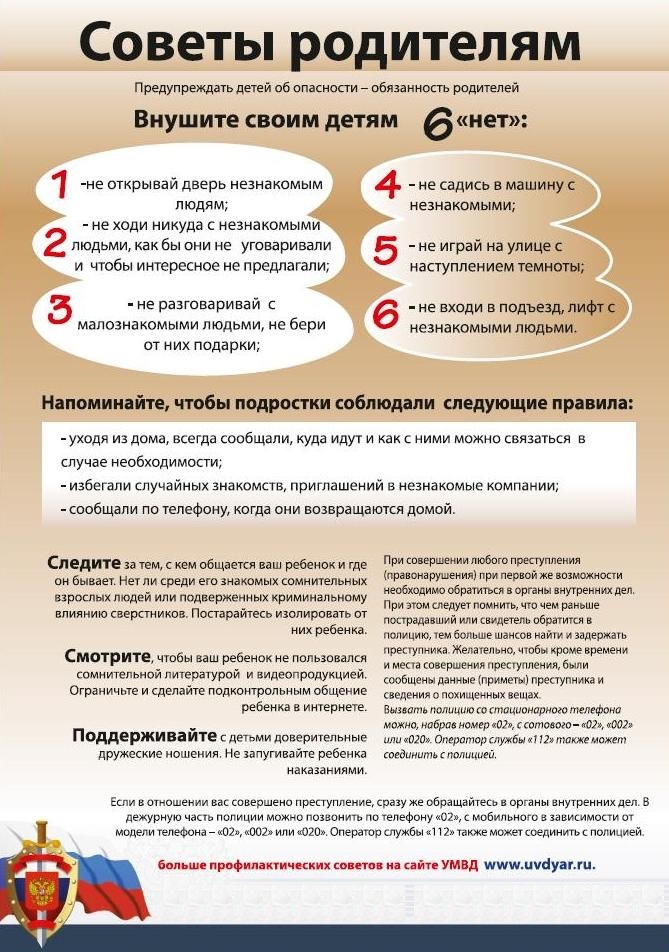 Советы родителям
Предупреждать детей об опасности – обязанность родителей
Внушите своим детям 6 «нет»:
1 -не открывай дверь незнакомым
людям;
2 - не ходи никуда с незнакомыми
людьми, как бы они не уговаривали
и чтобы интересное не предлагали;
3 - не разговаривай с
малознакомыми людьми, не бери
от них подарки;
4 - не садись в машину с
незнакомыми;
5 - не играй на улице с
наступлением темноты;
6 - не входи в подъезд, лифт с
незнакомыми людьми.
Напоминайте, чтобы подростки соблюдали следующие правила:
- уходя из дома, всегда сообщали, куда идут и как с ними можно связаться в
случае необходимости;
- избегали случайных знакомств, приглашений в незнакомые компании;
- сообщали по телефону, когда они возвращаются домой.
Следите за тем, с кем общается ваш ребенок и где
он бывает. Нет ли среди его знакомых сомнительных
взрослых людей или подверженных криминальному
влиянию сверстников. Постарайтесь изолировать от
них ребенка.
Смотрите, чтобы ваш ребенок не пользовался
сомнительной литературой и видеопродукцией.
Ограничьте и сделайте подконтрольным общение
ребенка в интернете.
Поддерживайте с детьми доверительные
дружеские ношения. Не запугивайте ребенка
наказаниями.
При совершении любого преступления
(правонарушения) при первой же возможности
необходимо обратиться в органы внутренних дел.
При этом следует помнить, что чем раньше
пострадавший или свидетель обратится в
полицию, тем больше шансов найти и задержать
преступника. Желательно, чтобы кроме времени
и места совершения преступления, были
сообщены данные (приметы) преступника и
сведения о похищенных вещах.
Вызвать полицию со стационарного телефона
можно, набрав номер «02», с сотового – «02», «002»
или «020». Оператор службы «112» также может
соединить с полицией.
Если в отношении вас совершено преступление, сразу же обращайтесь в органы внутренних дел. В
дежурную часть полиции можно позвонить по телефону «02», с мобильного в зависимости от
модели телефона – «02», «002» или «020». Оператор службы «112» также может соединить с полицией.
больше профилактических советов на сайте УМВД www.uvdyar.ru.